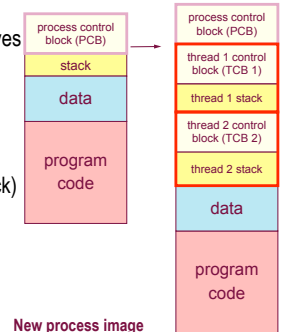 ves
ck)
process control
block (PCB)
stack
data
program
code
process control
block (PCB)
thread 1 control
block (TCB 1)
thread 1 stack
thread 2 control
block (TCB 2)
thread 2 stack
data
program
code
New process image